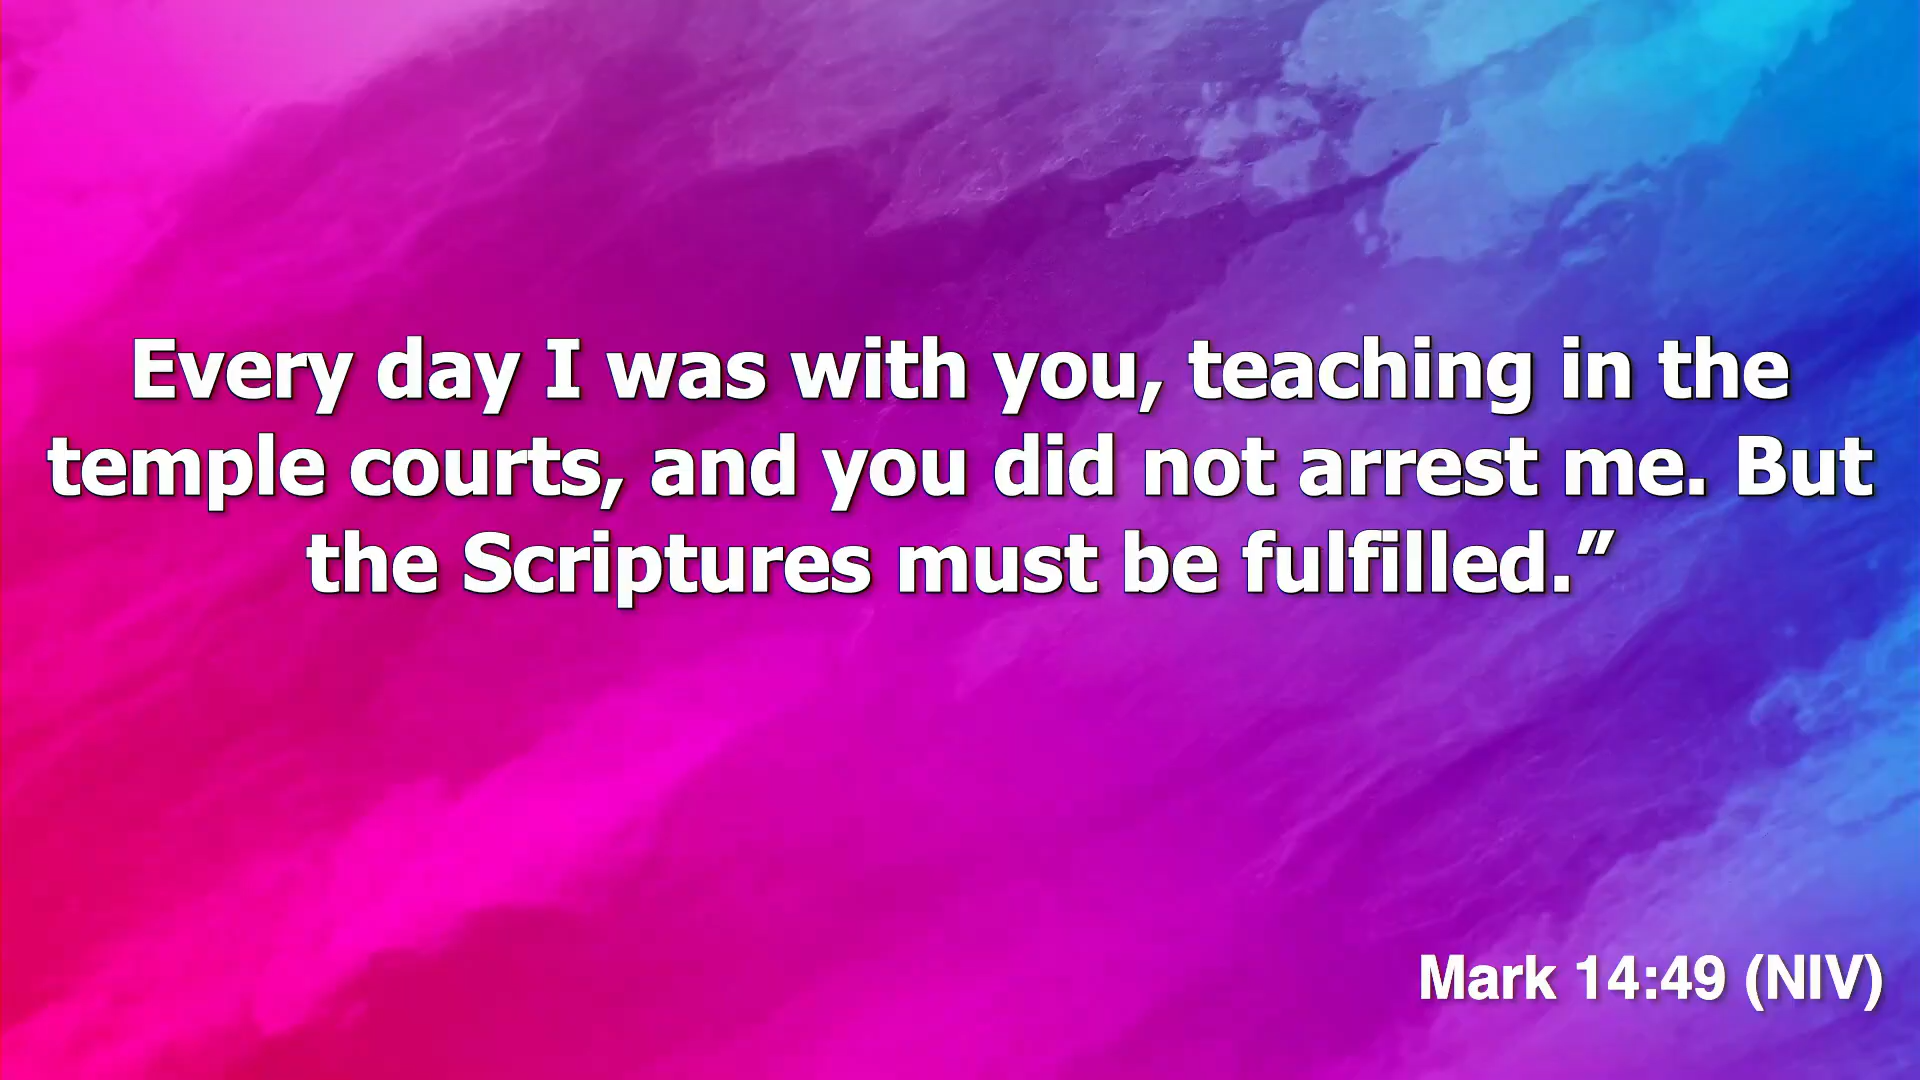 Every day I was with you, teaching in the
temple courts, and you did not arrest me. But
the Scriptures must be fulfilled.”
Mark 14:49 (NIV)